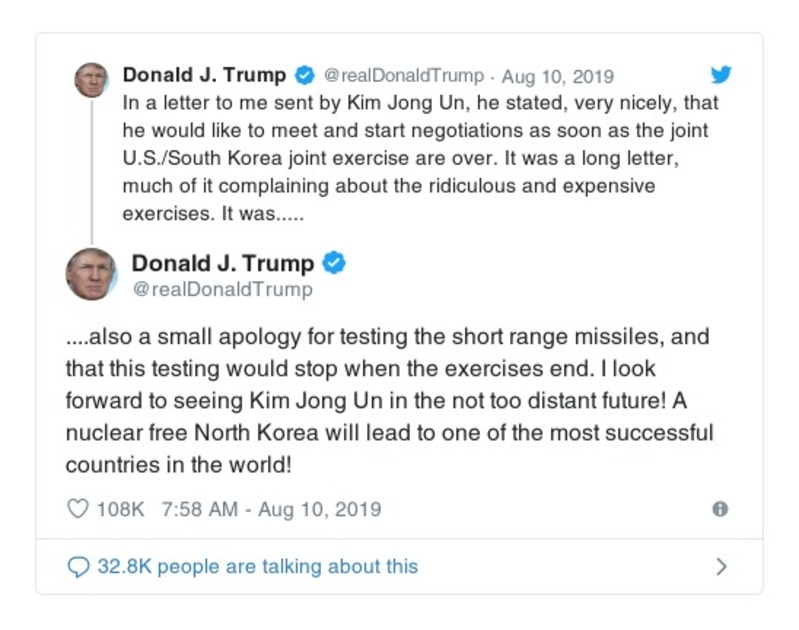 Donald J. Trump @realDonaldTrump · Aug 10, 2019
In a letter to me sent by Kim Jong Un, he stated, very nicely, that
he would like to meet and start negotiations as soon as the joint
U.S./South Korea joint exercise are over. It was a long letter,
much of it complaining about the ridiculous and expensive
exercises. It was.....
Donald J. Trump
@realDonaldTrump
....also a small apology for testing the short range missiles, and
that this testing would stop when the exercises end. I look
forward to seeing Kim Jong Un in the not too distant future! A
nuclear free North Korea will lead to one of the most successful
countries in the world!
108K 7:58 AM - Aug 10, 2019
32.8K people are talking about this